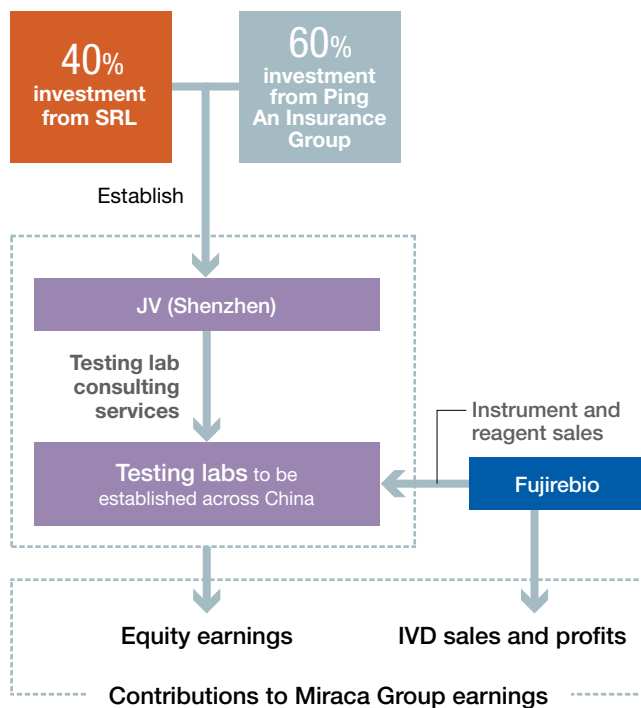 40%
investment
from SRL
60%
investment
from Ping
An Insurance
Group
Establish
JV (Shenzhen)
Testing lab
consulting
services
Instrument and
reagent sales
Testing labs to be
established across China
Fujirebio
Equity earnings
IVD sales and profits
Contributions to Miraca Group earnings